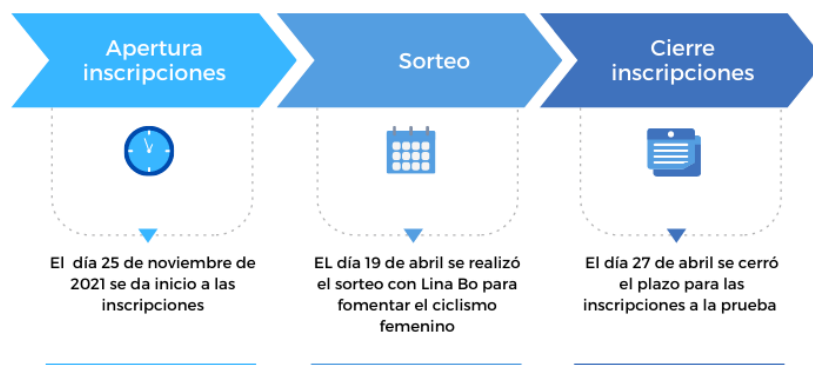 Apertura
inscripciones
Sorteo
Cierre
inscripciones
El día 25 de noviembre de
2021 se da inicio a las
inscripciones
EL día 19 de abril se realizó
el sorteo con Lina Bo para
fomentar el ciclismo
femenino
El día 27 de abril se cerró
el plazo para las
inscripciones a la prueba